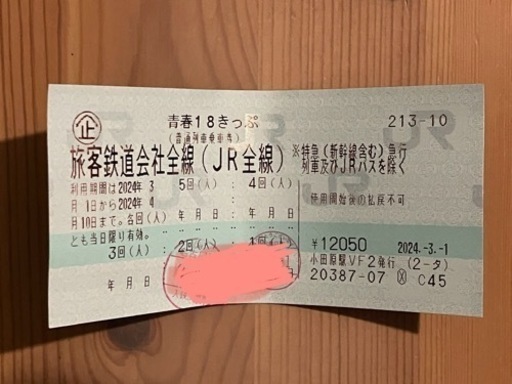 企 青春18きっぷ 213-10
(普通列車乗車券)
旅客鉄道会社全線(JR全線)
※特急(新幹線含む)急行
列車及びJRバスを除く
利用期間は2024年 3
月 1日から2024年 4
月10日まで。各回(人)
とも当日限り有効。
5回(人) : 4回(人) :
年 月 日 年 月 日
使用開始後の払戻不可
3回(人) : 2回(人) : 1回(人)
年 月 日
¥12050 2024.-3.-1
小田原駅VF2発行 (2-タ)
20387-07 C45